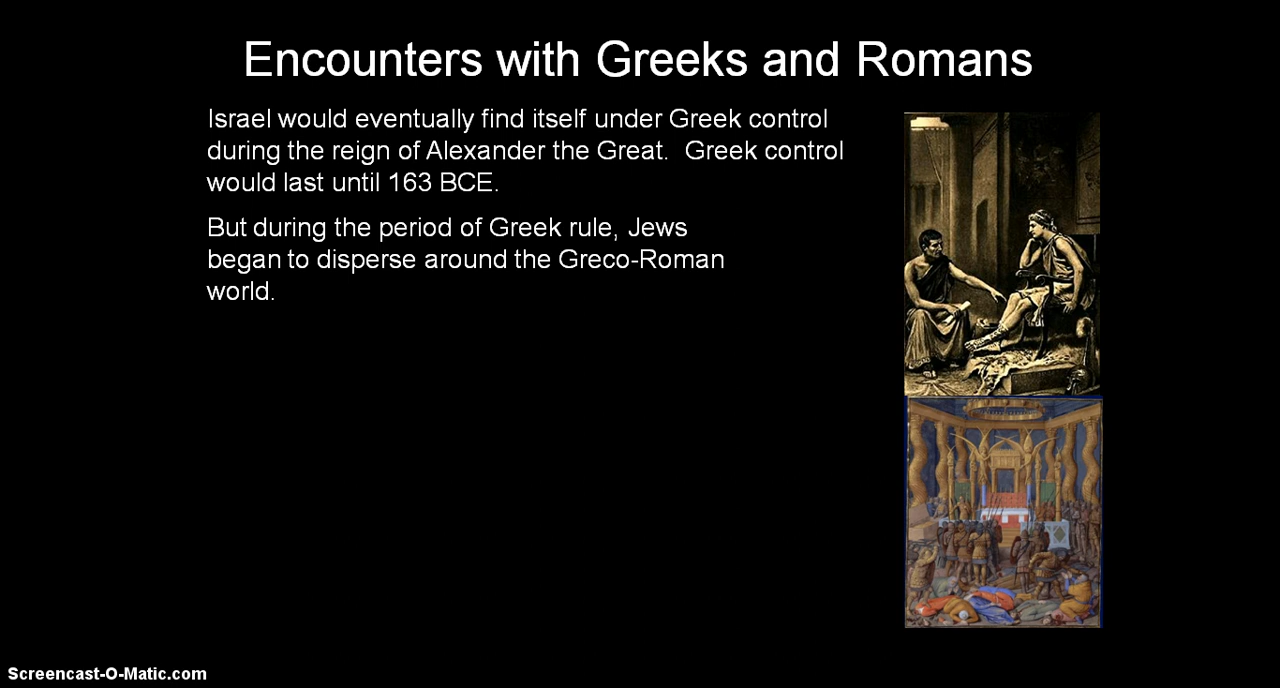 Encounters with Greeks and Romans
Israel would eventually find itself under Greek control
during the reign of Alexander the Great.  Greek control
would last until 163 BCE.
But during the period of Greek rule, Jews
began to disperse around the Greco-Roman
world.
Screencast-O-Matic.com